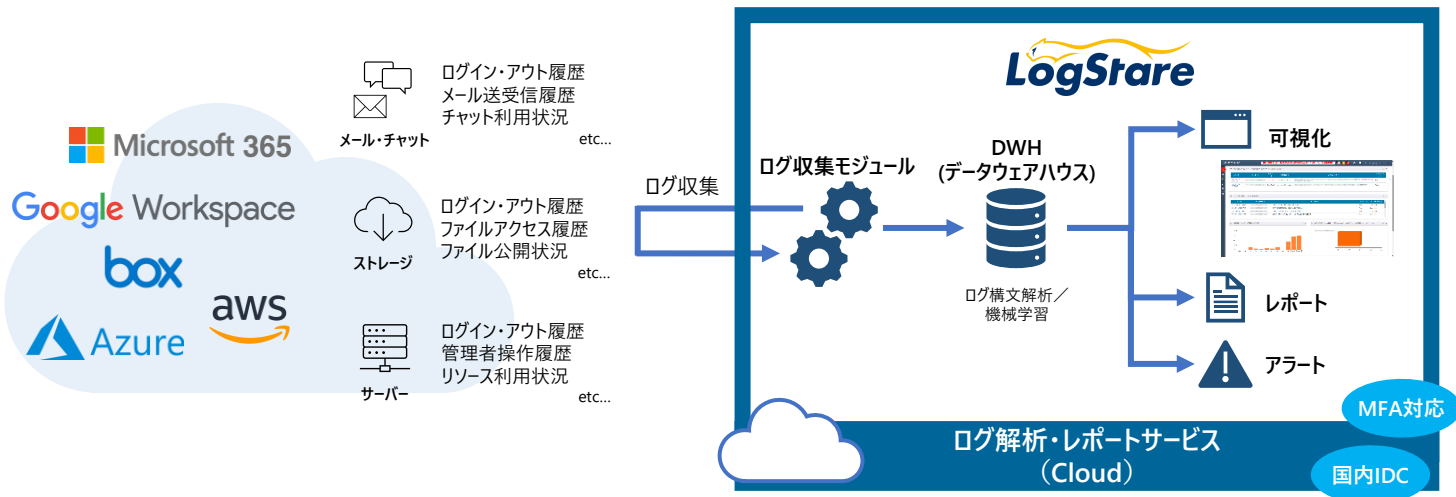 Microsoft 365
Google Workspace
box
aws
Azure
メール・チャット
ログイン・アウト履歴
メール送受信履歴
チャット利用状況
etc...
ストレージ
ログイン・アウト履歴
ファイルアクセス履歴
ファイル公開状況
etc...
サーバー
ログイン・アウト履歴
管理者操作履歴
リソース利用状況
etc...
ログ収集
LogStare
ログ収集モジュール
DWH
(データウェアハウス)
ログ構文解析／
機械学習
可視化
レポート
アラート
MFA対応
ログ解析・レポートサービス
（Cloud）
国内IDC